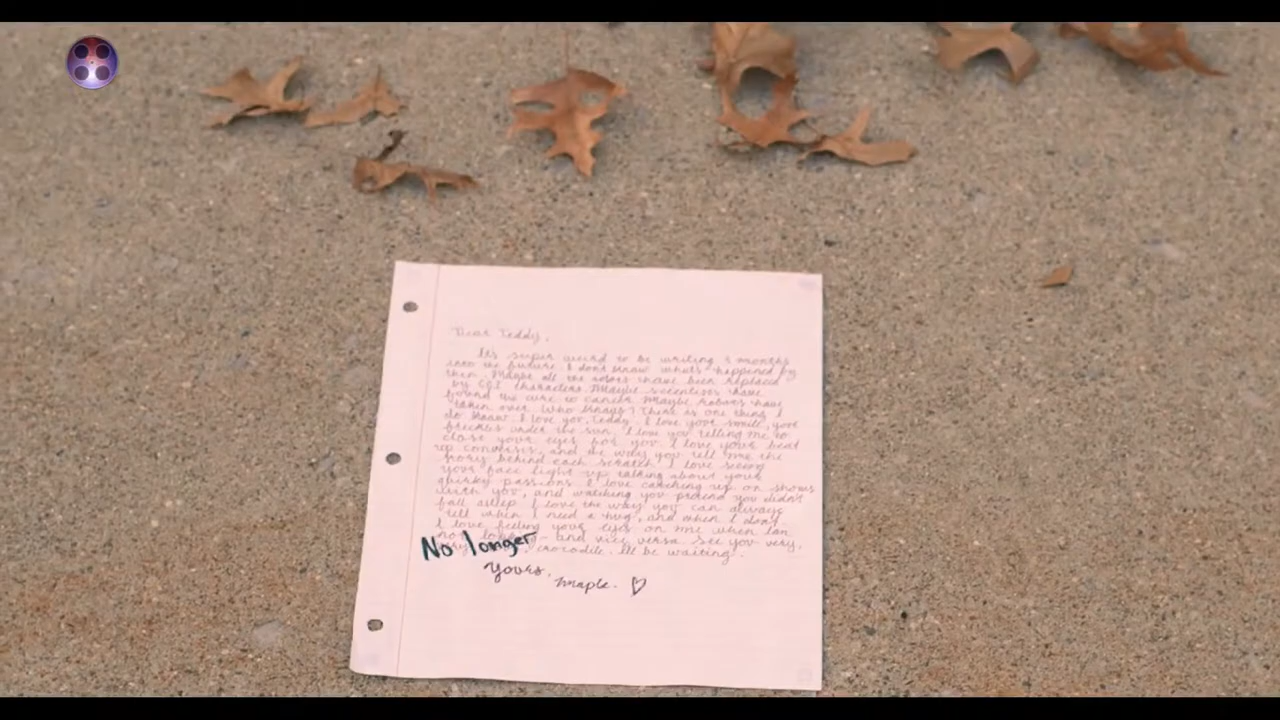 Dear Teddy,
It's super weird to be writing 3 months
into the future. I don't know what's happened by
then. Maybe all the actors have been replaced
by CGI characters. Maybe scientists have
found the cure to cancer. Maybe robots have
taken over. Who knows? There is one thing I
do know. I love you, Teddy. I love your smile, your
freckles under the sun. I love you telling me to
close your eyes for you. I love your beat
up converses, and the way you tell me the
story behind each scratch. I love seeing
your face light up talking about your
quirky passions. I love catching up on shows
with you, and watching you pretend you didn't
fall asleep. I love the way you can always
tell when I need a hug, and when I don't.
I love feeling your eyes on me when I'm
not looking - and vice versa. See you very,
crocodile. I'll be waiting.
No longer
Yours,
Maple. ♡